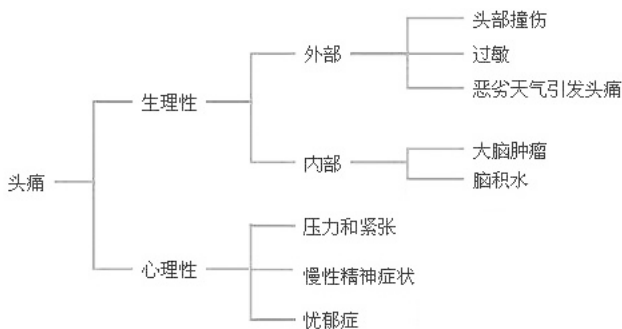 头痛
生理性
外部
头部撞伤
过敏
恶劣天气引发头痛
内部
大脑肿瘤
脑积水
心理性
压力和紧张
慢性精神症状
忧郁症